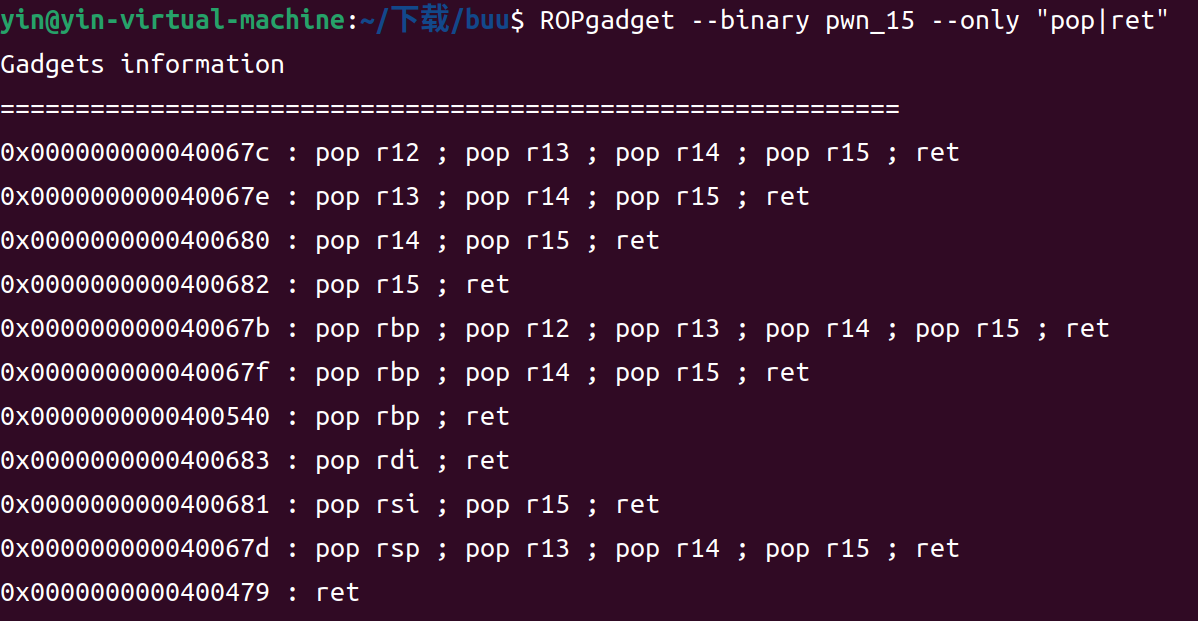 yin@yin-virtual-machine:~/下载/buu$ ROPgadget --binary pwn_15 --only "pop|ret"
Gadgets information
============================================================
0x000000000040067c : pop r12 ; pop r13 ; pop r14 ; pop r15 ; ret
0x000000000040067e : pop r13 ; pop r14 ; pop r15 ; ret
0x0000000000400680 : pop r14 ; pop r15 ; ret
0x0000000000400682 : pop r15 ; ret
0x000000000040067b : pop rbp ; pop r12 ; pop r13 ; pop r14 ; pop r15 ; ret
0x000000000040067f : pop rbp ; pop r14 ; pop r15 ; ret
0x0000000000400540 : pop rbp ; ret
0x0000000000400683 : pop rdi ; ret
0x0000000000400681 : pop rsi ; pop r15 ; ret
0x000000000040067d : pop rsp ; pop r13 ; pop r14 ; pop r15 ; ret
0x0000000000400479 : ret